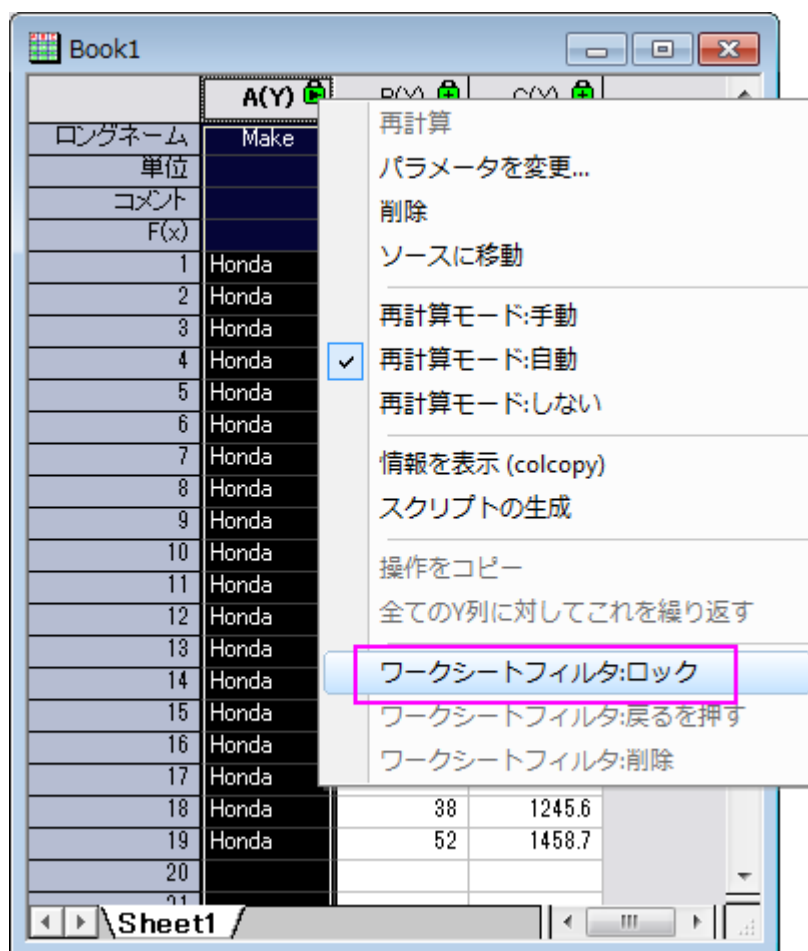 Book1
A(Y) B(Y) C(Y)
ロングネーム Make
単位
コメント
F(x)
1 Honda
2 Honda
3 Honda
4 Honda
5 Honda
6 Honda
7 Honda
8 Honda
9 Honda
10 Honda
11 Honda
12 Honda
13 Honda
14 Honda
15 Honda
16 Honda
17 Honda
18 Honda 38 1245.6
19 Honda 52 1458.7
20
21
Sheet1
再計算
パラメータを変更...
削除
ソースに移動
再計算モード:手動
再計算モード:自動
再計算モード:しない
情報を表示 (colcopy)
スクリプトの生成
操作をコピー
全てのY列に対してこれを繰り返す
ワークシートフィルタ:ロック
ワークシートフィルタ:戻るを押す
ワークシートフィルタ:削除